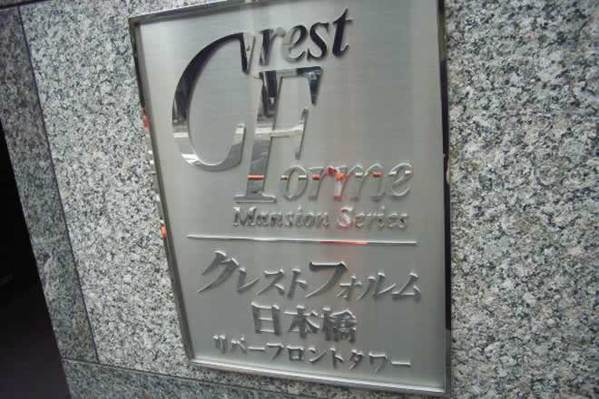 Crest
Forme
Mansion Series
クレストフォルム
日本橋
リバーフロントタワー